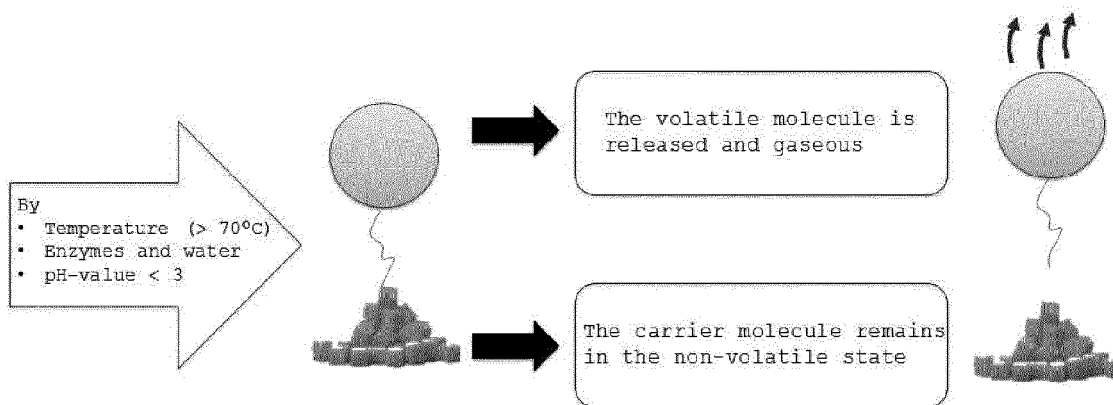 By
• Temperature (> 70ºC)
• Enzymes and water
• pH-value < 3
The volatile molecule is
released and gaseous
The carrier molecule remains
in the non-volatile state